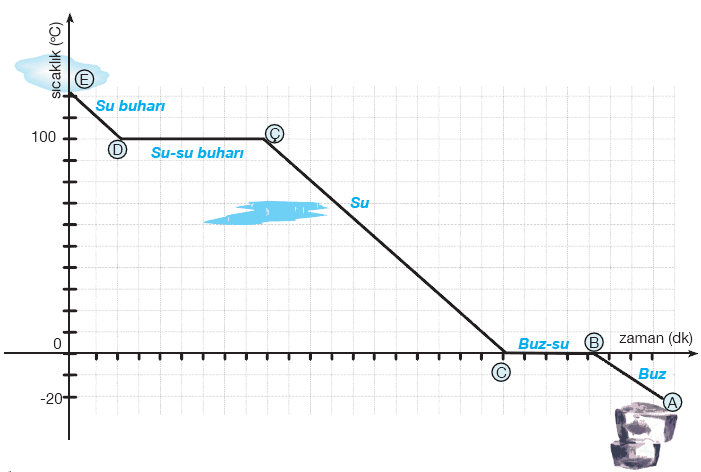 sıcaklık (°C)
E
Su buharı
100
D
Su-su buharı
Ç
Su
0
Buz-su
B
zaman (dk)
C
Buz
-20
A